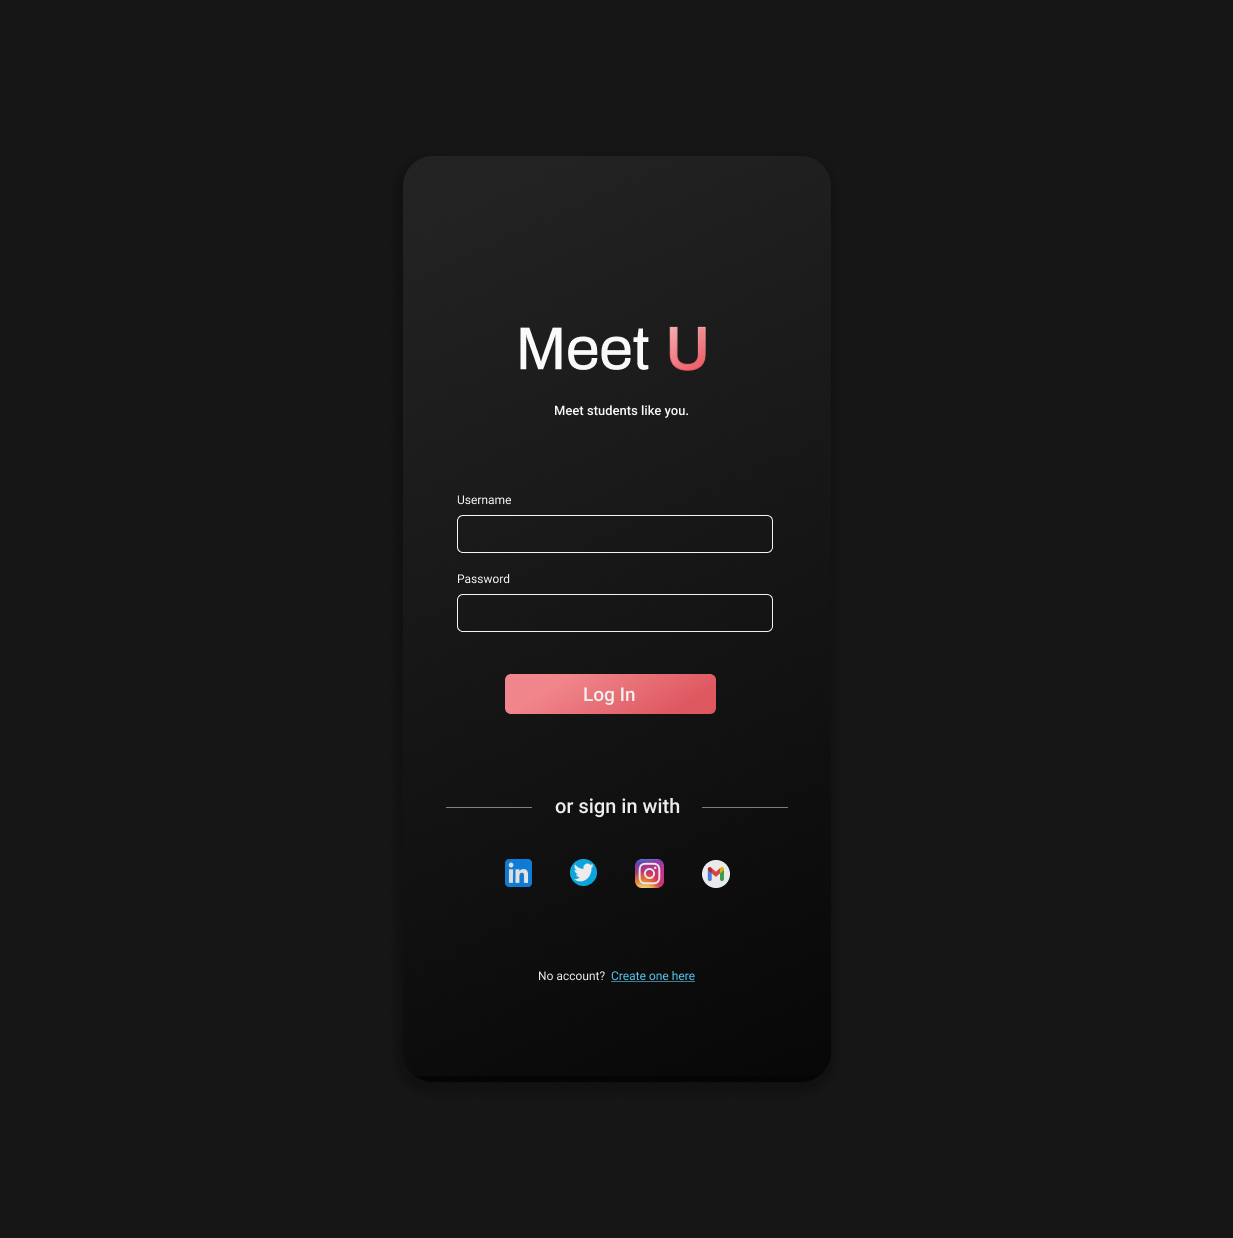 Meet U
Meet students like you.
Username
Password
Log In
or sign in with
in
No account? Create one here